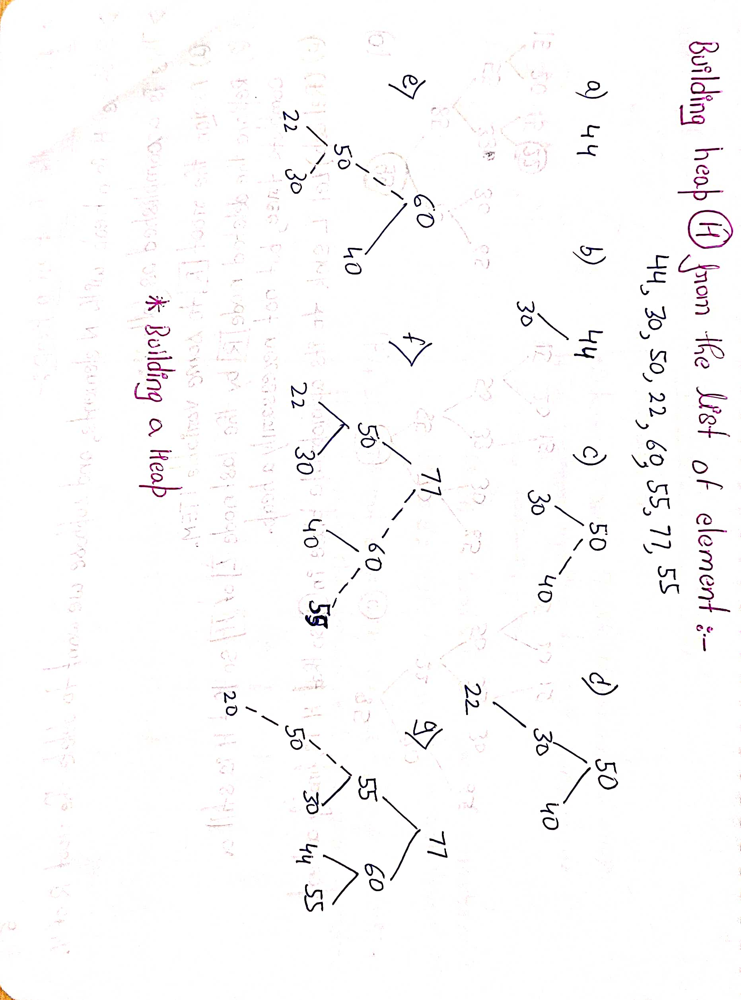 Building heap (H) from the list of element :-
44, 30, 50, 22, 60, 55, 77, 55
a) 44
b) 44
30
c) 50
30 40
d) 50
30 40
22
e) 60
50 40
22 30
f) 77
50 60
22 30 40 55
g) 77
55 60
50 30 44 55
20
* Building a Heap